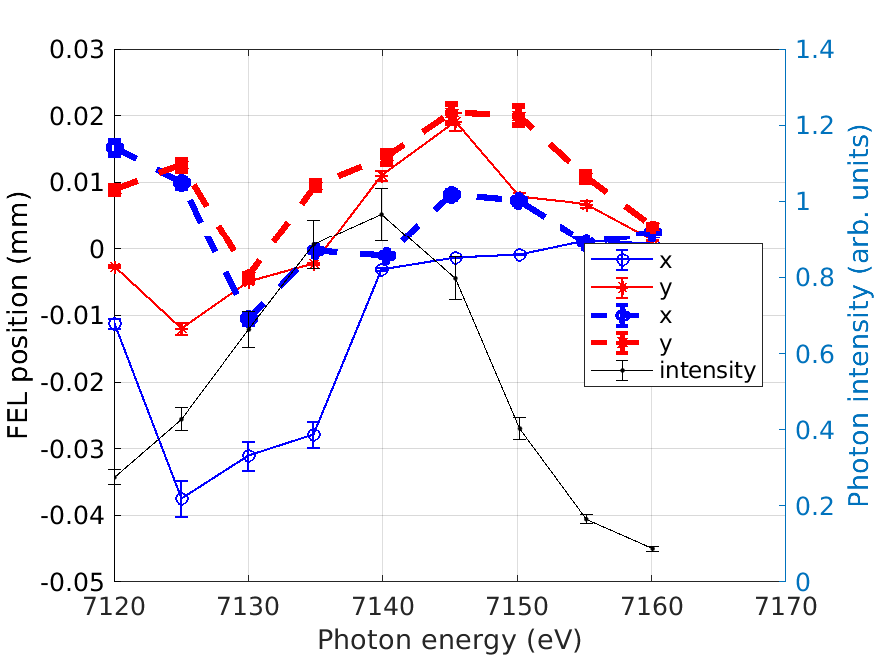 0.03
0.02
0.01
0
-0.01
-0.02
-0.03
-0.04
-0.05
FEL position (mm)
1.4
1.2
1
0.8
0.6
0.4
0.2
0
Photon intensity (arb. units)
x
y
x
y
intensity
7120 7130 7140 7150 7160 7170
Photon energy (eV)